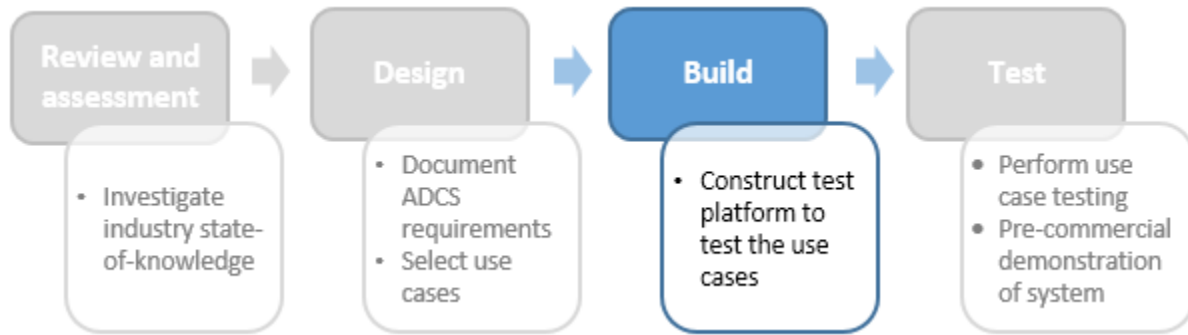 Review and
assessment
• Investigate
industry state-
of-knowledge
Design
• Document
ADCS
requirements
• Select use
cases
Build
• Construct test
platform to
test the use
cases
Test
• Perform use
case testing
• Pre-commercial
demonstration
of system